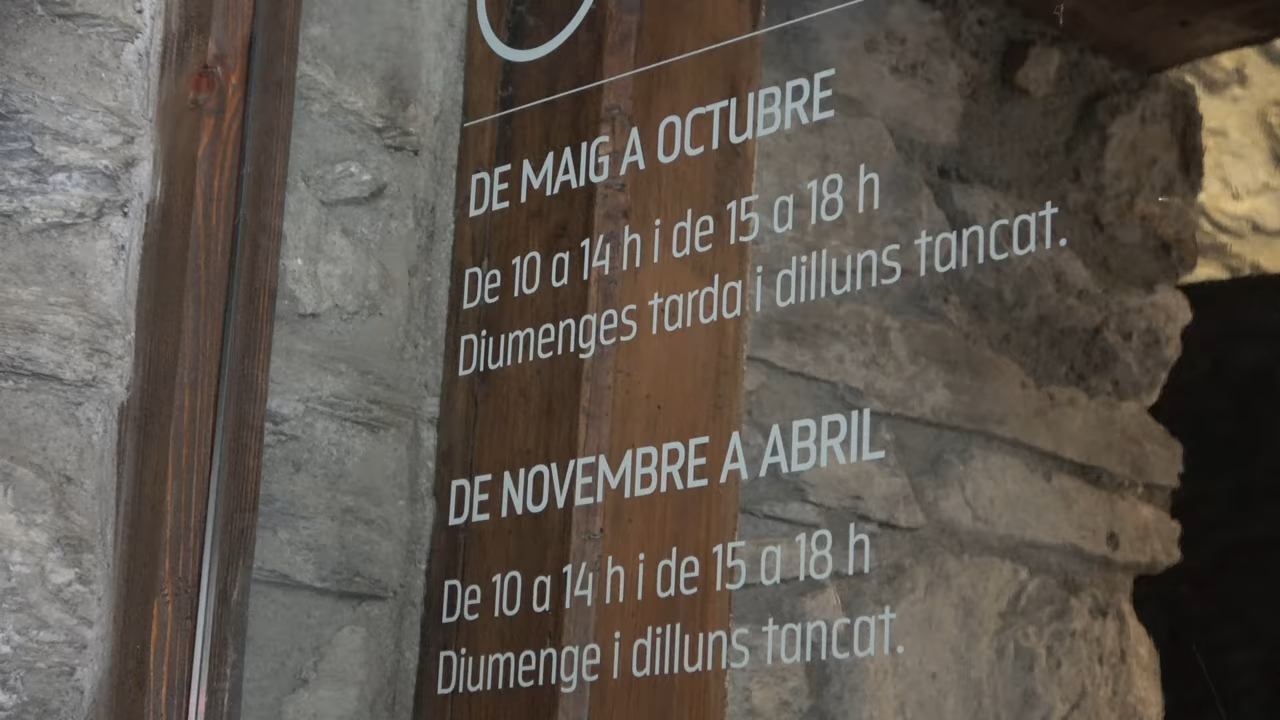 DE MAIG A OCTUBRE
De 10 a 14 h i de 15 a 18 h
Diumenges tarda i dilluns tancat.
DE NOVEMBRE A ABRIL
De 10 a 14 h i de 15 a 18 h
Diumenge i dilluns tancat.